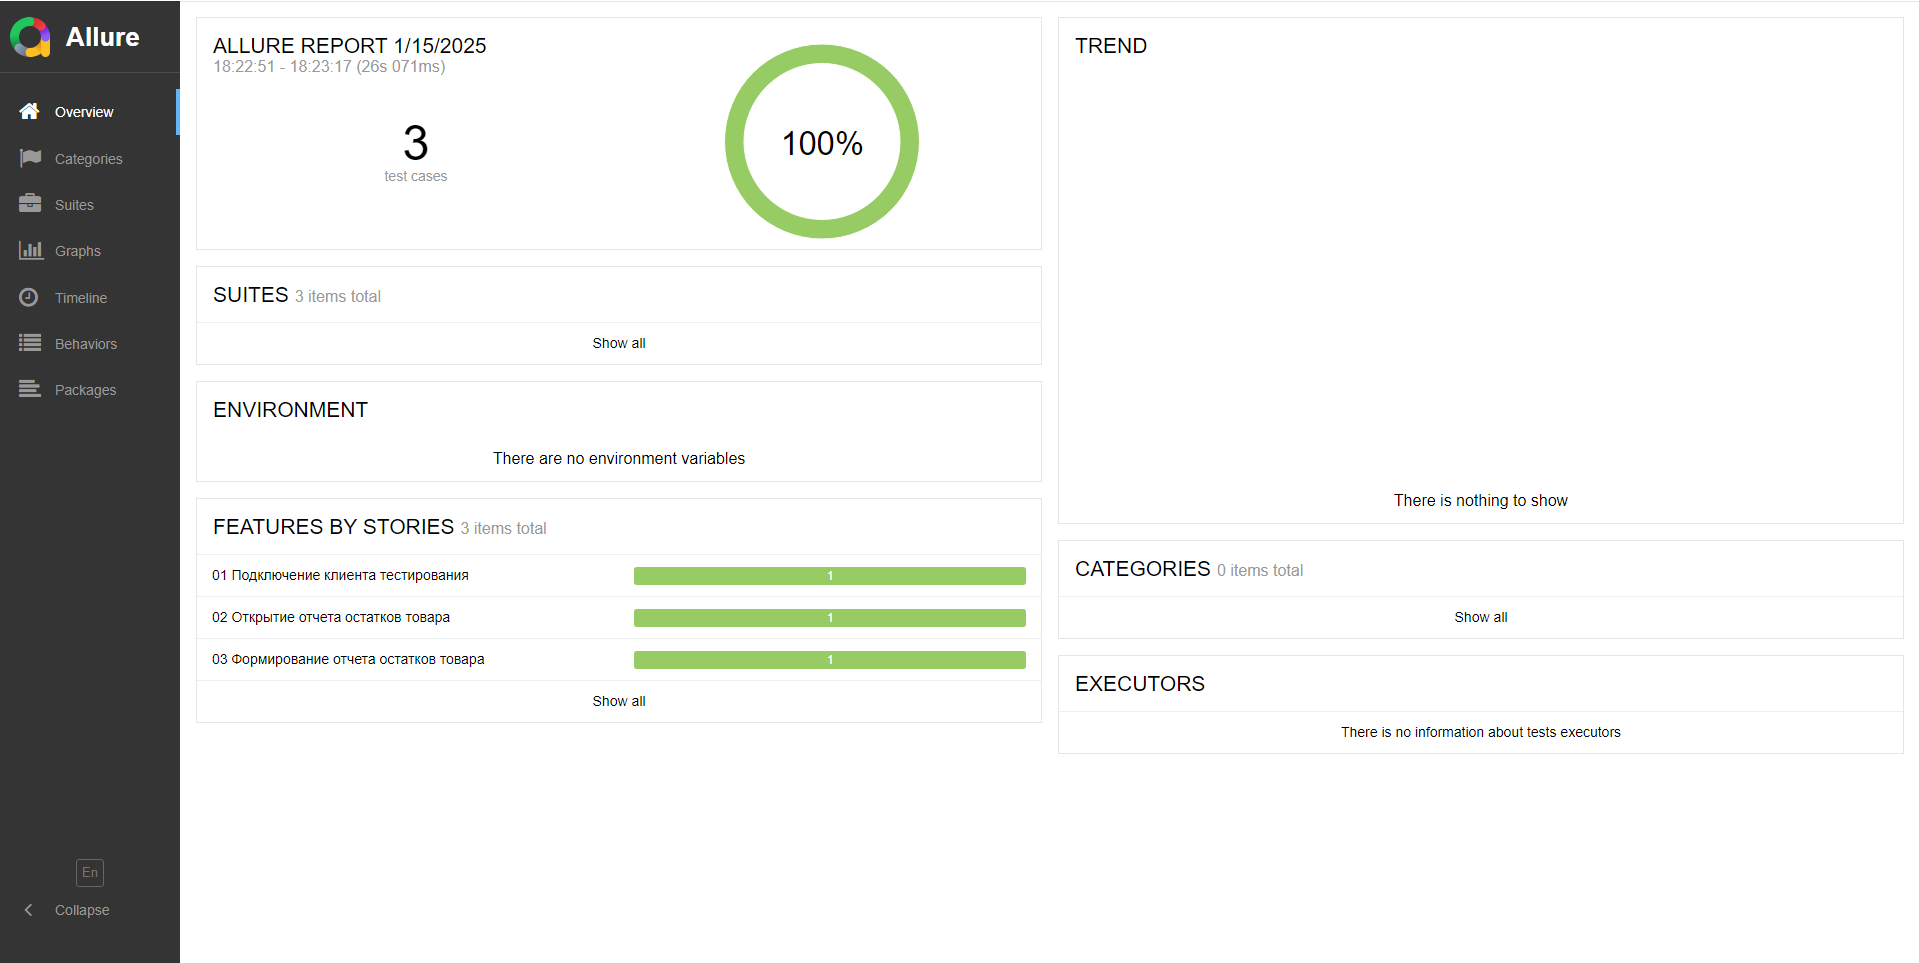 Allure
Overview
Categories
Suites
Graphs
Timeline
Behaviors
Packages
En
Collapse
ALLURE REPORT 1/15/2025
18:22:51 - 18:23:17 (26s 071ms)
3
test cases
100%
SUITES 3 items total
Show all
ENVIRONMENT
There are no environment variables
FEATURES BY STORIES 3 items total
01 Подключение клиента тестирования 1
02 Открытие отчета остатков товара 1
03 Формирование отчета остатков товара 1
Show all
TREND
There is nothing to show
CATEGORIES 0 items total
Show all
EXECUTORS
There is no information about tests executors